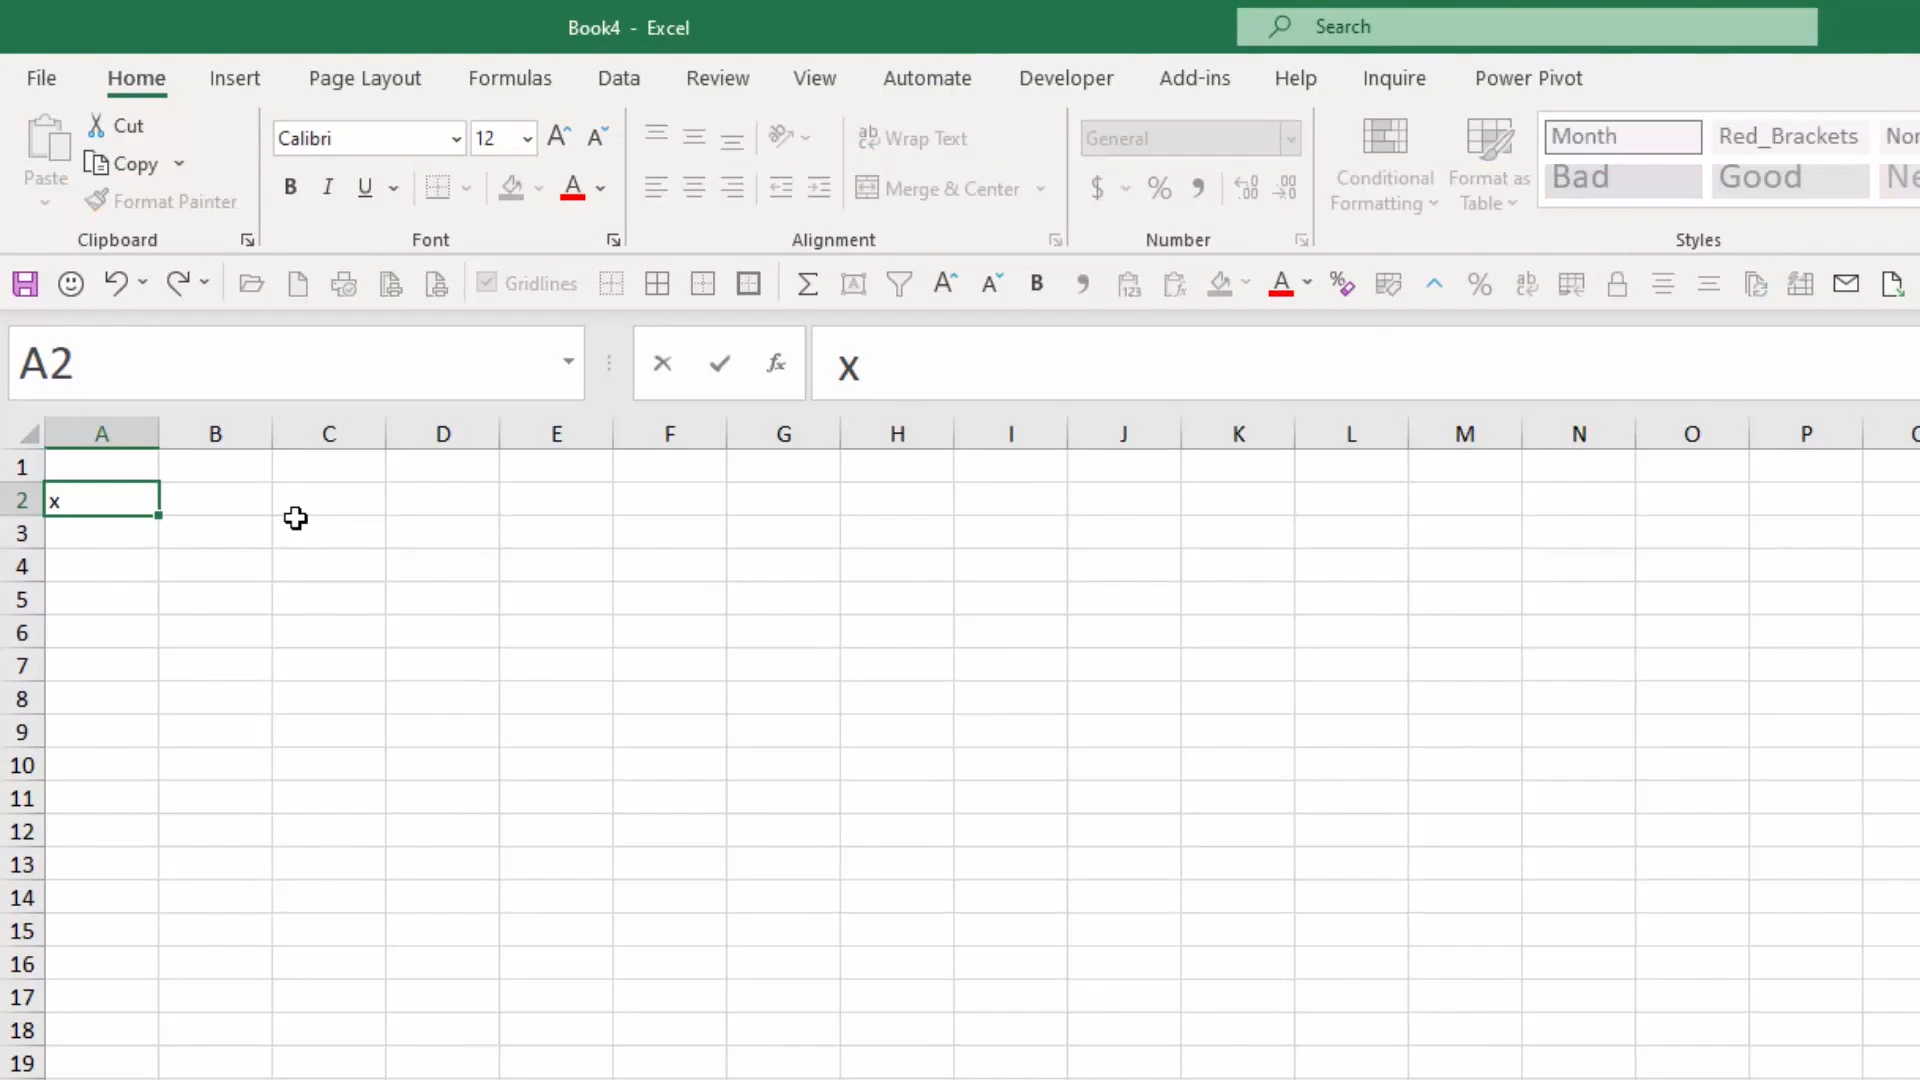 Book4 - Excel
Search
File Home Insert Page Layout Formulas Data Review View Automate Developer Add-ins Help Inquire Power Pivot
Paste
Cut
Copy
Format Painter
Clipboard
Calibri 12
B I U A
Font
ab Wrap Text
Merge & Center
Alignment
General
$ % 9
Number
Conditional
Formatting
Format as
Table
Month Red_Brackets
Bad Good
Styles
Gridlines
A2
fx
x
A B C D E F G H I J K L M N O P
1
2 x
3
4
5
6
7
8
9
10
11
12
13
14
15
16
17
18
19